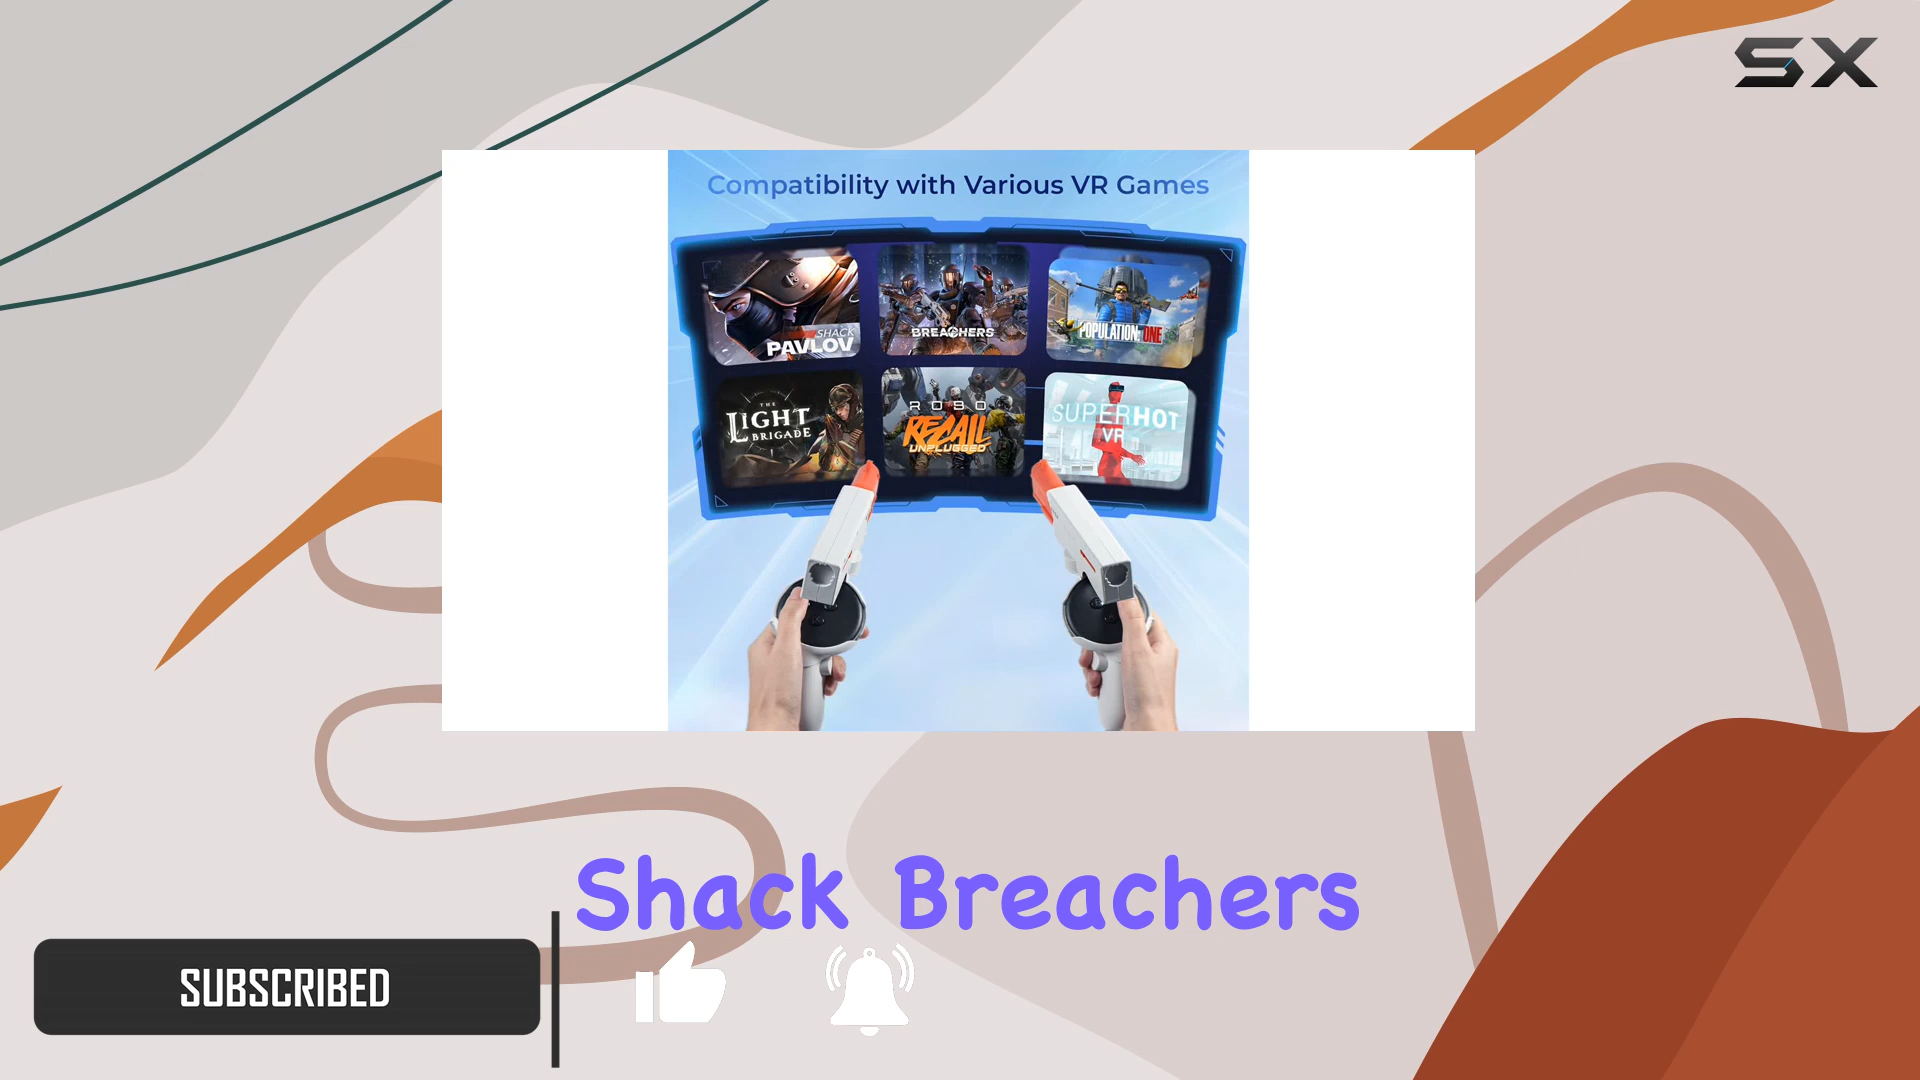 SX
Compatibility with Various VR Games
SHACK
PAVLOV
BREACHERS
POPULATION: ONE
THE
LIGHT
BRIGADE
ROBO
RECALL
UNPLUGGED
SUPERHOT
VR
Shack Breachers
SUBSCRIBED